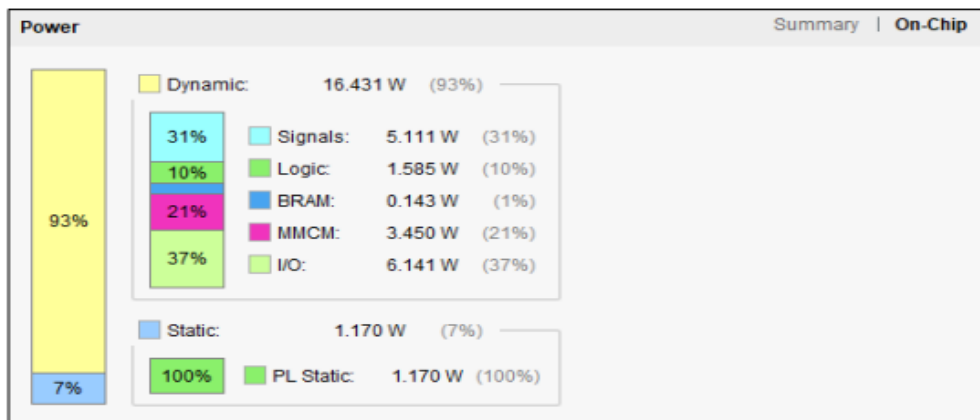 Power Summary | On-Chip
Dynamic: 16.431 W (93%)
31% Signals: 5.111 W (31%)
10% Logic: 1.585 W (10%)
BRAM: 0.143 W (1%)
93% 21% MMCM: 3.450 W (21%)
37% I/O: 6.141 W (37%)
Static: 1.170 W (7%)
7% 100% PL Static: 1.170 W (100%)